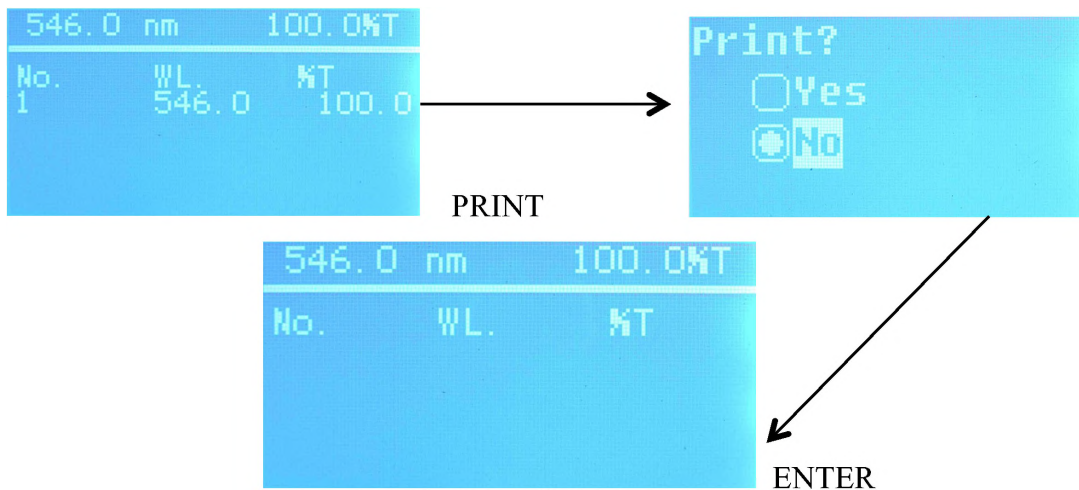 546.0 nm 100.0%T
No. WL. %T
1 546.0 100.0
PRINT
Print?
Yes
No
546.0 nm 100.0%T
No. WL. %T
ENTER